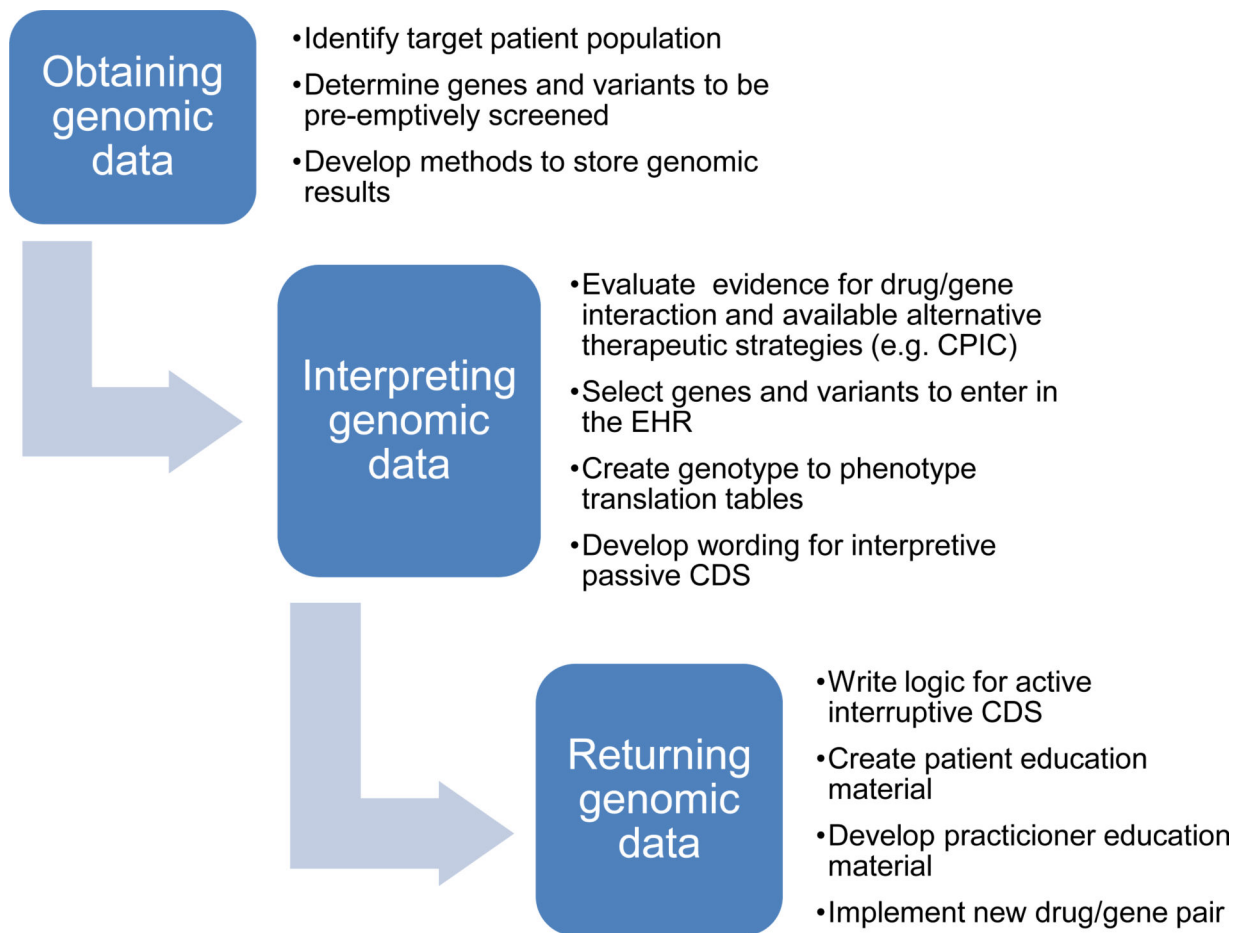 Obtaining
genomic
data
•Identify target patient population
•Determine genes and variants to be
pre-emptively screened
•Develop methods to store genomic
results
Interpreting
genomic
data
•Evaluate evidence for drug/gene
interaction and available alternative
therapeutic strategies (e.g. CPIC)
•Select genes and variants to enter in
the EHR
•Create genotype to phenotype
translation tables
•Develop wording for interpretive
passive CDS
Returning
genomic
data
•Write logic for active
interruptive CDS
•Create patient education
material
•Develop practicioner education
material
•Implement new drug/gene pair